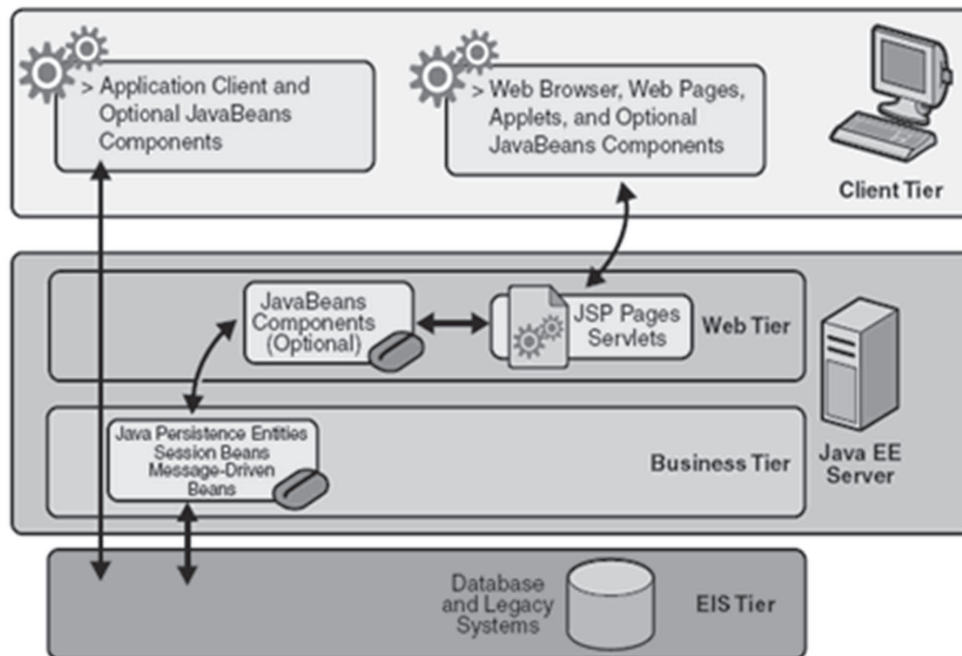 > Application Client and
Optional JavaBeans
Components
> Web Browser, Web Pages,
Applets, and Optional
JavaBeans Components
Client Tier
JavaBeans
Components
(Optional)
JSP Pages
Servlets
Web Tier
Java Persistence Entities
Session Beans
Message-Driven
Beans
Business Tier
Java EE
Server
Database
and Legacy
Systems
EIS Tier